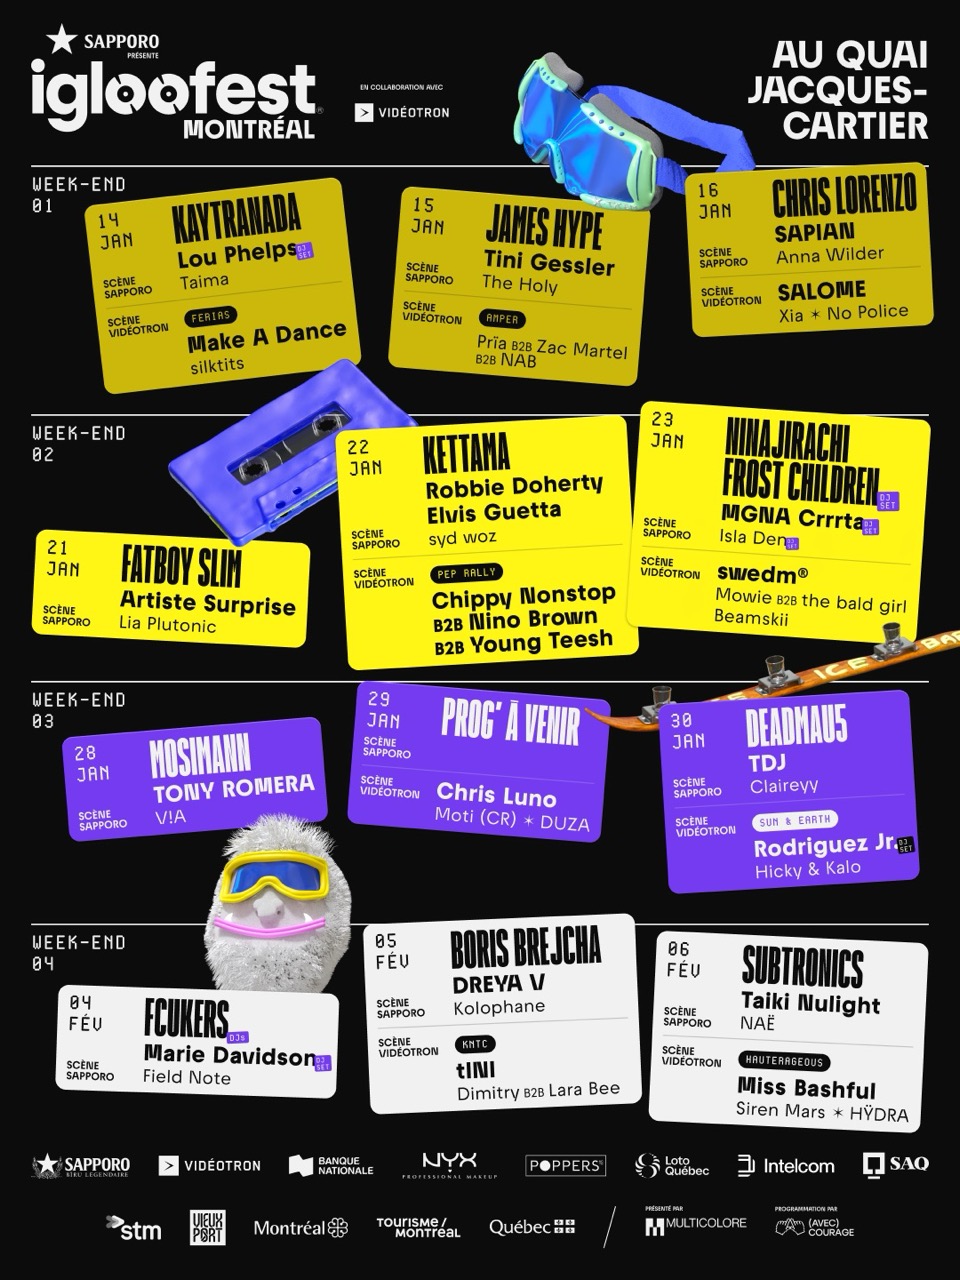 SAPPORO
PRÉSENTE
igloofest
MONTRÉAL
EN COLLABORATION AVEC
VIDÉOTRON
AU QUAI
JACQUES-
CARTIER
WEEK-END
01
14
JAN
KAYTRANADA
Lou Phelps DJ SET
SCÈNE
SAPPORO
Taima
SCÈNE
VIDÉOTRON
FERIAS
Make A Dance
silktits
15
JAN
JAMES HYPE
Tini Gessler
SCÈNE
SAPPORO
The Holy
SCÈNE
VIDÉOTRON
AMPER
Prïa B2B Zac Martel
B2B NAB
16
JAN
CHRIS LORENZO
SAPIAN
SCÈNE
SAPPORO
Anna Wilder
SCÈNE
VIDÉOTRON
SALOME
Xia ✶ No Police
WEEK-END
02
21
JAN
FATBOY SLIM
Artiste Surprise
SCÈNE
SAPPORO
Lia Plutonic
22
JAN
KETTAMA
Robbie Doherty
Elvis Guetta
SCÈNE
SAPPORO
syd woz
SCÈNE
VIDÉOTRON
PEP RALLY
Chippy Nonstop
B2B Nino Brown
B2B Young Teesh
23
JAN
NINAJIRACHI
FROST CHILDREN DJ SET
MGNA Crrrta DJ SET
SCÈNE
SAPPORO
Isla Den DJ SET
SCÈNE
VIDÉOTRON
swedm®
Mowie B2B the bald girl
Beamskii
ICE BAR
WEEK-END
03
28
JAN
MOSIMANN
TONY ROMERA
SCÈNE
SAPPORO
V!A
29
JAN
PROG' À VENIR
SCÈNE
SAPPORO
SCÈNE
VIDÉOTRON
Chris Luno
Moti (CR) ✶ DUZA
30
JAN
DEADMAU5
TDJ
SCÈNE
SAPPORO
Claireyy
SCÈNE
VIDÉOTRON
SUN & EARTH
Rodriguez Jr. DJ SET
Hicky & Kalo
WEEK-END
04
04
FÉV
FCUKERS DJs
Marie Davidson DJ SET
SCÈNE
SAPPORO
Field Note
05
FÉV
BORIS BREJCHA
DREYA V
SCÈNE
SAPPORO
Kolophane
SCÈNE
VIDÉOTRON
KNTC
tINI
Dimitry B2B Lara Bee
06
FÉV
SUBTRONICS
Taiki Nulight
SCÈNE
SAPPORO
NAË
SCÈNE
VIDÉOTRON
HAUTERAGEOUS
Miss Bashful
Siren Mars ✶ HŸDRA
SAPPORO
BIRU LÉGENDAIRE
VIDÉOTRON
BANQUE
NATIONALE
NYX
PROFESSIONAL MAKEUP
POPPERS
Loto
Québec
Intelcom
SAQ
stm
VIEUX
PORT
Montréal
TOURISME/
MONTRÉAL
Québec
PRÉSENTÉ PAR
MULTICOLORE
PROGRAMMATION PAR
(AVEC)
COURAGE